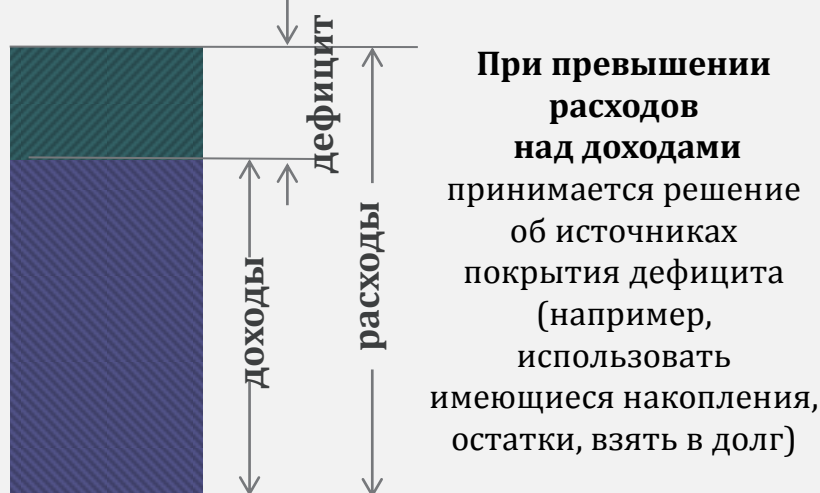 дефицит
доходы
расходы
При превышении
расходов
над доходами
принимается решение
об источниках
покрытия дефицита
(например,
использовать
имеющиеся накопления,
остатки, взять в долг)